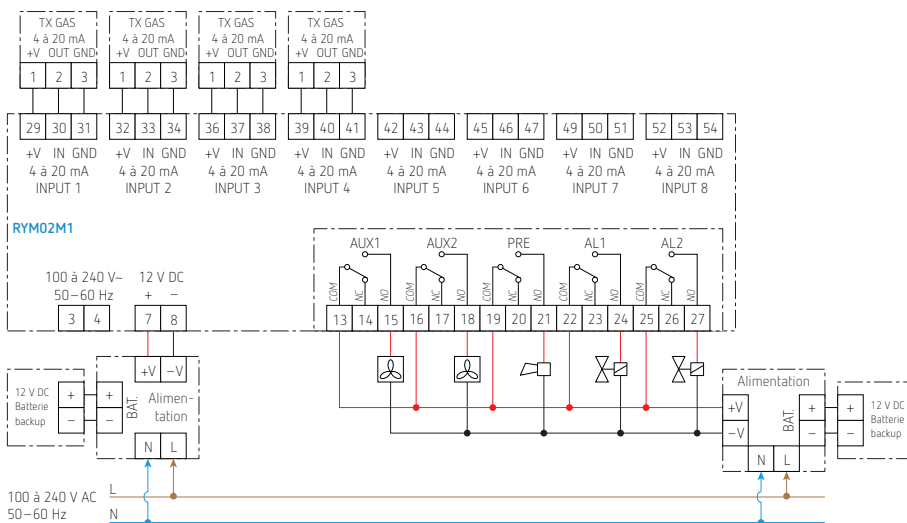 TX GAS TX GAS TX GAS TX GAS
4 à 20 mA 4 à 20 mA 4 à 20 mA 4 à 20 mA
+V OUT GND +V OUT GND +V OUT GND +V OUT GND
1 2 3 1 2 3 1 2 3 1 2 3
29 30 31 32 33 34 36 37 38 39 40 41 42 43 44 45 46 47 49 50 51 52 53 54
+V IN GND +V IN GND +V IN GND +V IN GND +V IN GND +V IN GND +V IN GND +V IN GND
4 à 20 mA 4 à 20 mA 4 à 20 mA 4 à 20 mA 4 à 20 mA 4 à 20 mA 4 à 20 mA 4 à 20 mA
INPUT 1 INPUT 2 INPUT 3 INPUT 4 INPUT 5 INPUT 6 INPUT 7 INPUT 8
RYM02M1
AUX1 AUX2 PRE AL1 AL2
100 à 240 V~ 12 V DC
50–60 Hz + −
COM NC NO COM NC NO COM NC NO COM NC NO COM NC NO
3 4 7 8 13 14 15 16 17 18 19 20 21 22 23 24 25 26 27
+V −V
12 V DC
Batterie
backup
+ −
+ −
BAT.
Alimen-
tation
N L
Alimentation
+V
−V
BAT.
+ −
+ −
12 V DC
Batterie
backup
N L
100 à 240 V AC L
50–60 Hz N